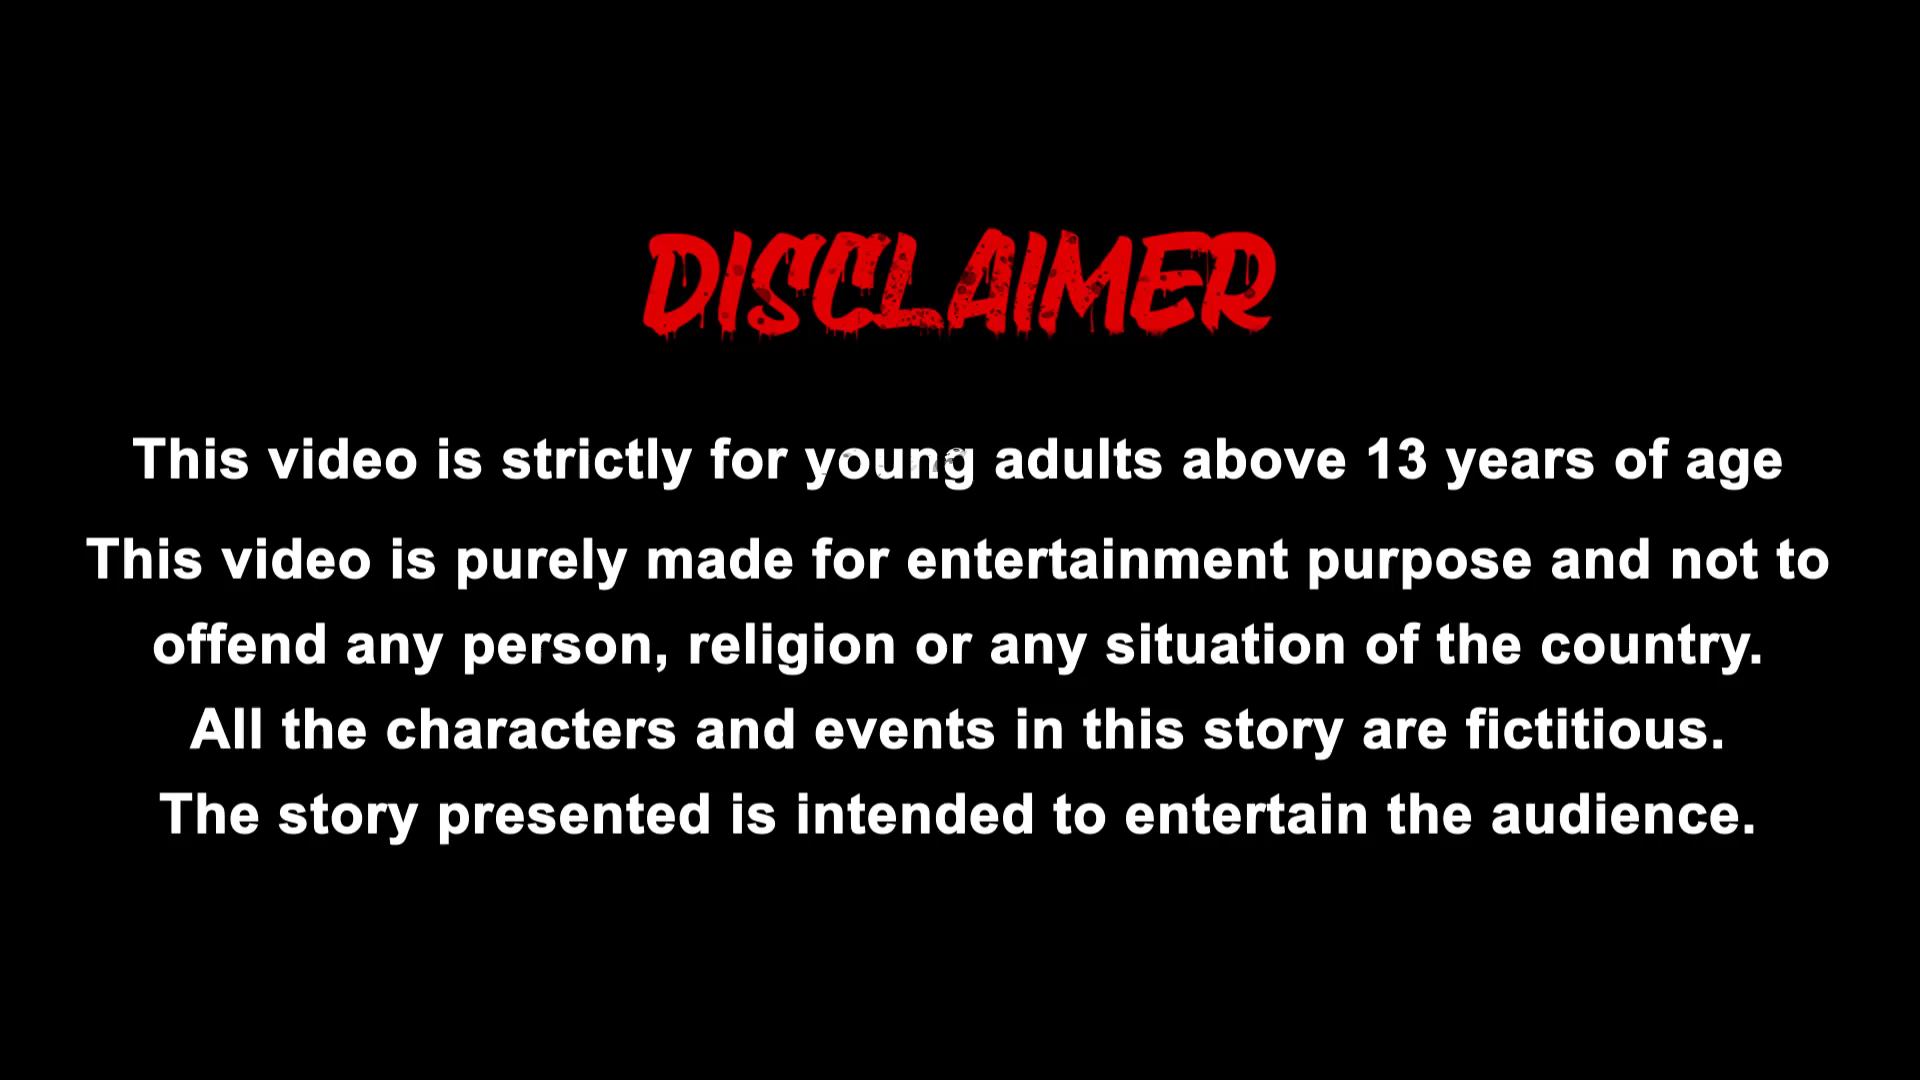 DISCLAIMER
This video is strictly for young adults above 13 years of age
This video is purely made for entertainment purpose and not to
offend any person, religion or any situation of the country.
All the characters and events in this story are fictitious.
The story presented is intended to entertain the audience.